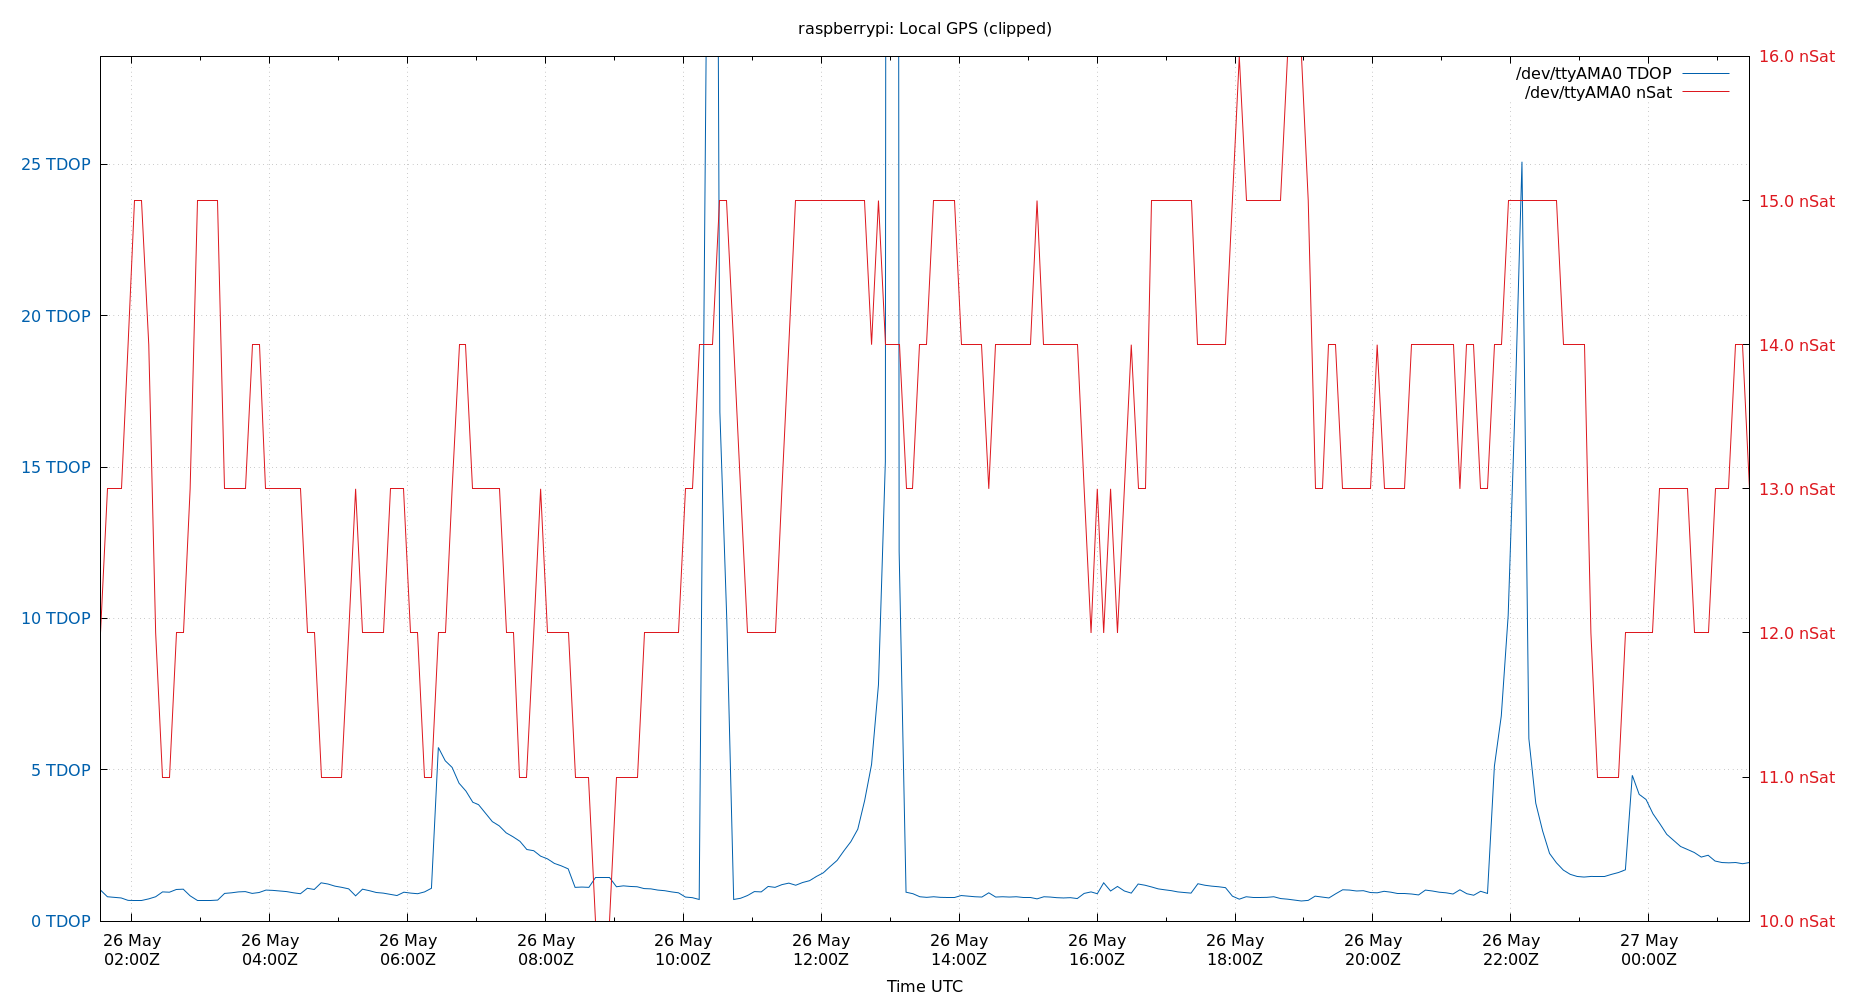 raspberrypi: Local GPS (clipped)
16.0 nSat
/dev/ttyAMA0 TDOP
/dev/ttyAMA0 nSat
25 TDOP
15.0 nSat
20 TDOP
14.0 nSat
15 TDOP
13.0 nSat
10 TDOP
12.0 nSat
5 TDOP
11.0 nSat
0 TDOP
10.0 nSat
26 May 26 May 26 May 26 May 26 May 26 May 26 May 26 May 26 May 26 May 26 May 27 May
02:00Z 04:00Z 06:00Z 08:00Z 10:00Z 12:00Z 14:00Z 16:00Z 18:00Z 20:00Z 22:00Z 00:00Z
Time UTC